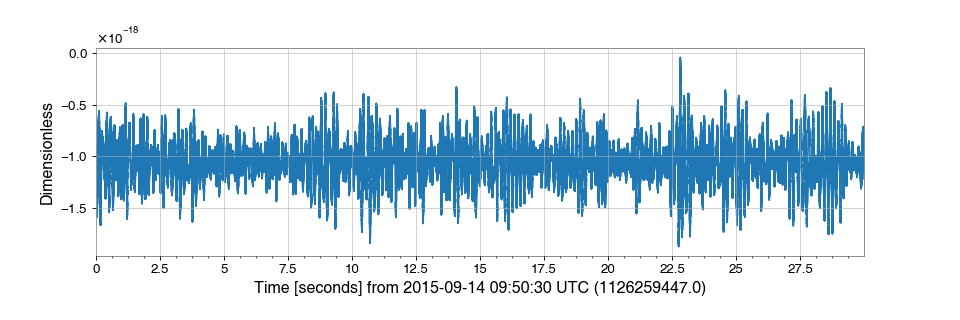 ×10⁻¹⁸
0.0
−0.5
−1.0
−1.5
Dimensionless
0 2.5 5 7.5 10 12.5 15 17.5 20 22.5 25 27.5
Time [seconds] from 2015-09-14 09:50:30 UTC (1126259447.0)